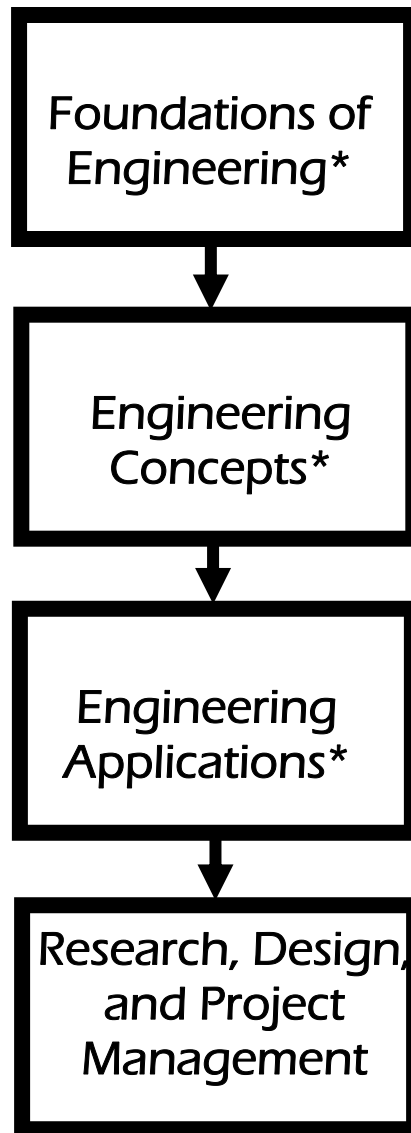 Foundations of
Engineering*
Engineering
Concepts*
Engineering
Applications*
Research, Design,
and Project
Management